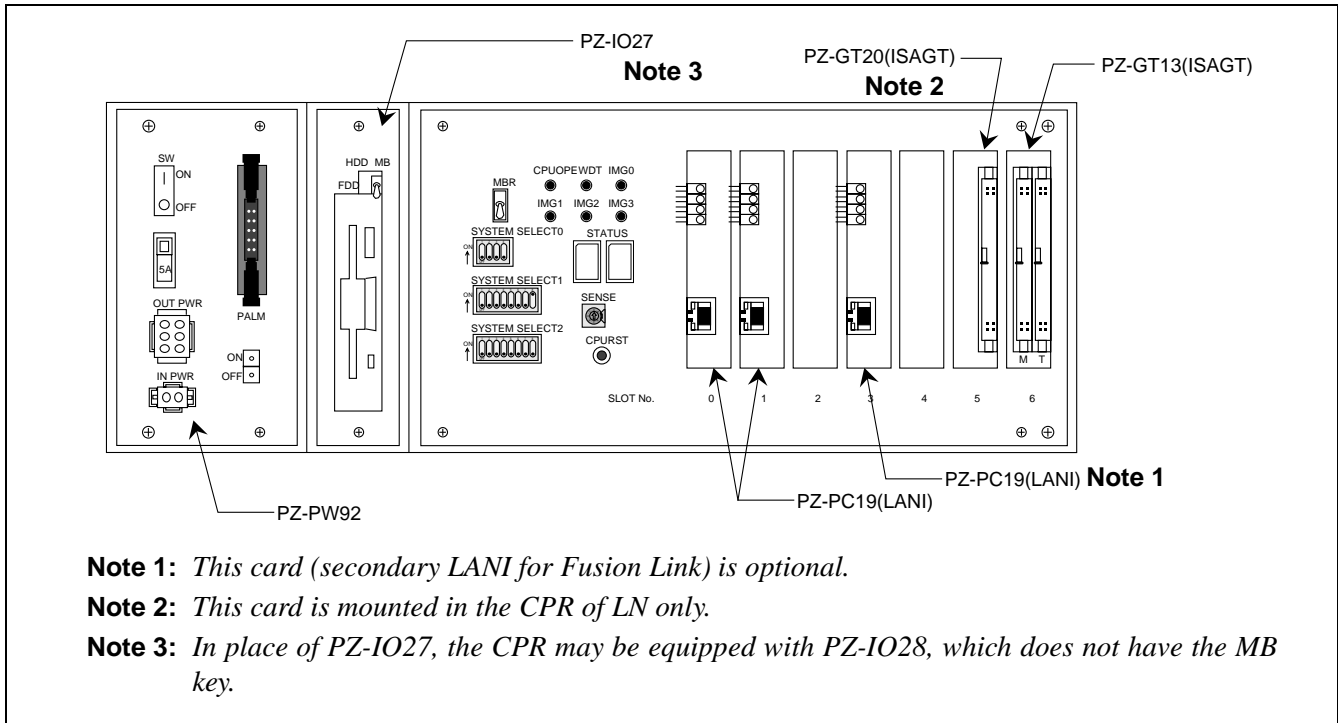 PZ-IO27
Note 3
PZ-GT20(ISAGT)
Note 2
PZ-GT13(ISAGT)
SW
ON
OFF
5A
OUT PWR
IN PWR
PALM
ON
OFF
HDD MB
FDD
MBR
CPUOPE WDT IMG0
IMG1 IMG2 IMG3
SYSTEM SELECT0
ON
STATUS
SYSTEM SELECT1
ON
SENSE
SYSTEM SELECT2
ON
CPURST
M T
SLOT No. 0 1 2 3 4 5 6
PZ-PC19(LANI) Note 1
PZ-PC19(LANI)
PZ-PW92
Note 1: This card (secondary LANI for Fusion Link) is optional.
Note 2: This card is mounted in the CPR of LN only.
Note 3: In place of PZ-IO27, the CPR may be equipped with PZ-IO28, which does not have the MB
key.